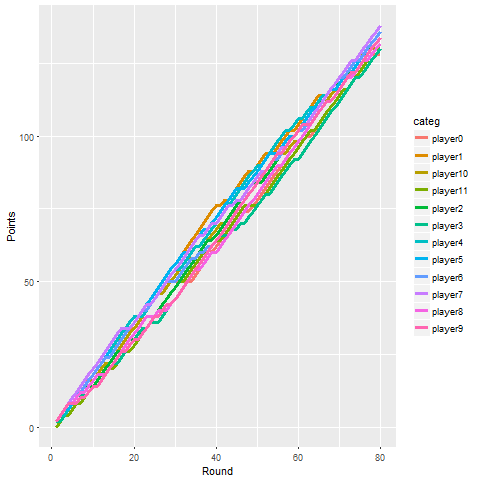 100
50
0
Points
0
20
40
60
80
Round
categ
player0
player1
player10
player11
player2
player3
player4
player5
player6
player7
player8
player9